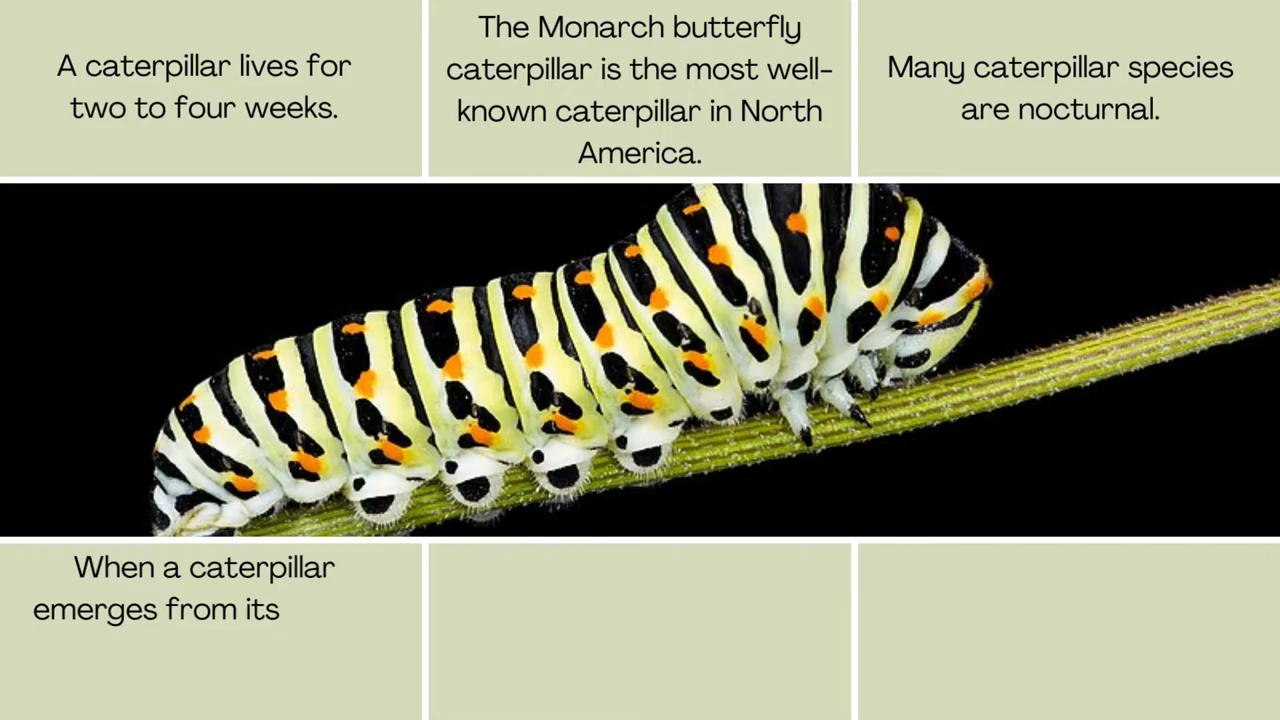 A caterpillar lives for
two to four weeks.
The Monarch butterfly
caterpillar is the most well-
known caterpillar in North
America.
Many caterpillar species
are nocturnal.
When a caterpillar
emerges from its